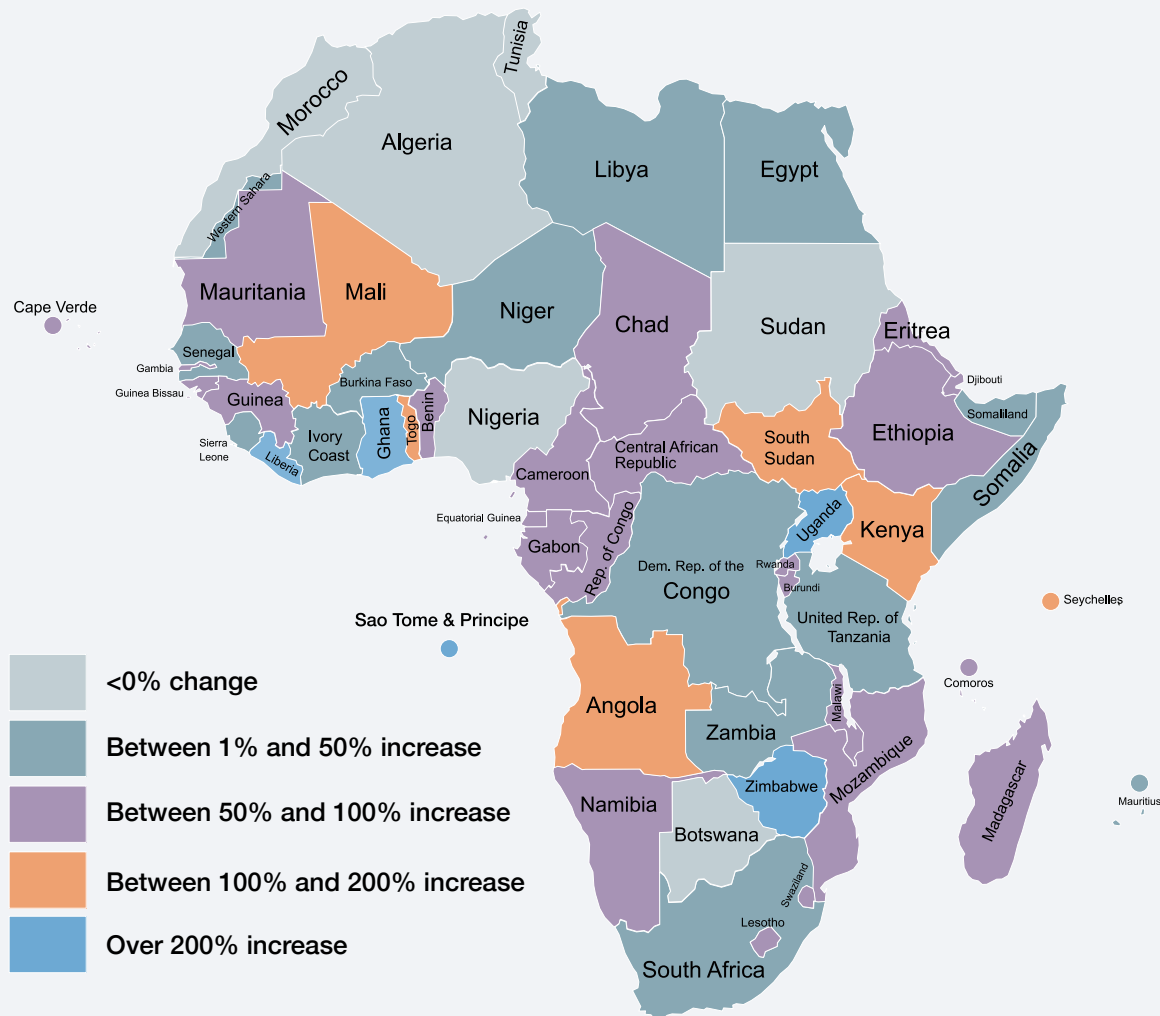 Tunisia
Morocco
Algeria
Libya
Egypt
Western Sahara
Mauritania
Mali
Niger
Chad
Sudan
Eritrea
Cape Verde
Senegal
Gambia
Guinea Bissau
Guinea
Burkina Faso
Djibouti
Somaliland
Sierra
Leone
Liberia
Ivory
Coast
Ghana
Togo
Benin
Nigeria
Cameroon
Central African
Republic
South
Sudan
Ethiopia
Somalia
Equatorial Guinea
Gabon
Rep. of Congo
Dem. Rep. of the
Congo
Uganda
Kenya
Rwanda
Burundi
United Rep. of
Tanzania
Seychelles
Sao Tome & Principe
Comoros
Angola
Zambia
Malawi
Mozambique
Madagascar
Mauritius
Namibia
Zimbabwe
Botswana
Swaziland
Lesotho
South Africa
<0% change
Between 1% and 50% increase
Between 50% and 100% increase
Between 100% and 200% increase
Over 200% increase